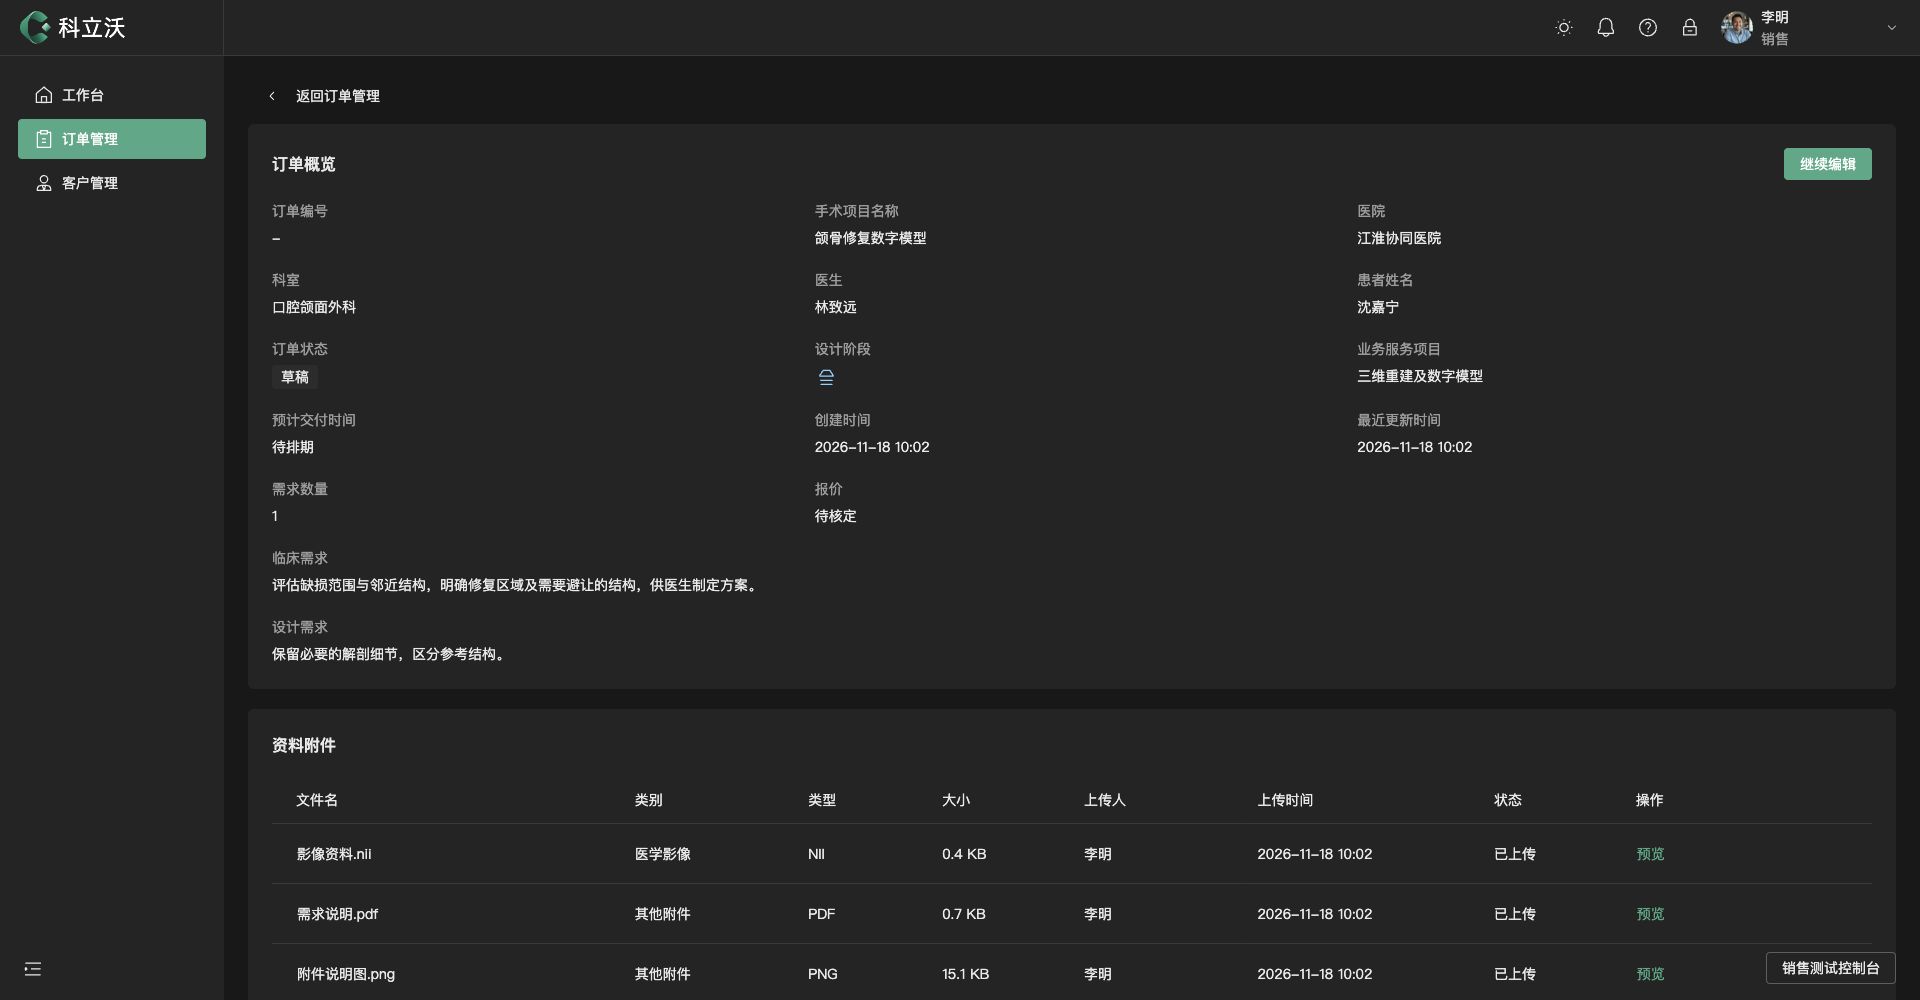 科立沃
李明
销售
工作台
订单管理
客户管理
返回订单管理
订单概览
继续编辑
订单编号
手术项目名称
医院
–
颌骨修复数字模型
江淮协同医院
科室
医生
患者姓名
口腔颌面外科
林致远
沈嘉宁
订单状态
设计阶段
业务服务项目
草稿
三维重建及数字模型
预计交付时间
创建时间
最近更新时间
待排期
2026-11-18 10:02
2026-11-18 10:02
需求数量
报价
1
待核定
临床需求
评估缺损范围与邻近结构，明确修复区域及需要避让的结构，供医生制定方案。
设计需求
保留必要的解剖细节，区分参考结构。
资料附件
文件名 类别 类型 大小 上传人 上传时间 状态 操作
影像资料.nii 医学影像 NII 0.4 KB 李明 2026-11-18 10:02 已上传 预览
需求说明.pdf 其他附件 PDF 0.7 KB 李明 2026-11-18 10:02 已上传 预览
附件说明图.png 其他附件 PNG 15.1 KB 李明 2026-11-18 10:02 已上传 预览
销售测试控制台